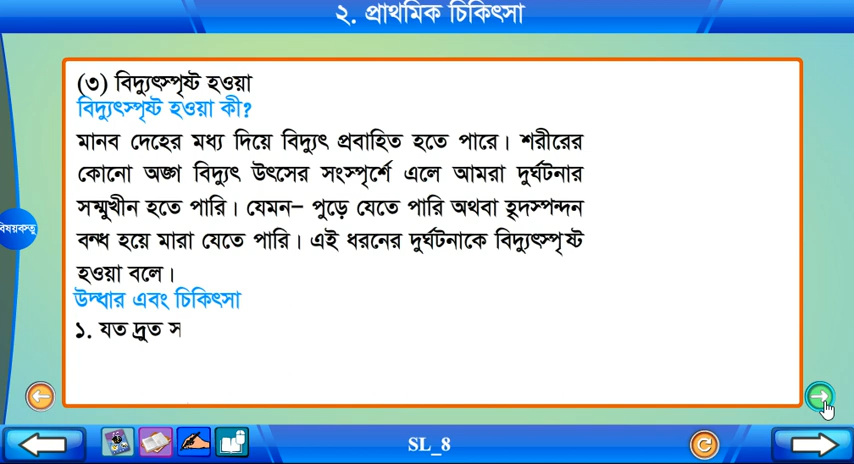 ২. প্রাথমিক চিকিৎসা
(৩) বিদ্যুৎস্পৃষ্ট হওয়া
বিদ্যুৎস্পৃষ্ট হওয়া কী?
মানব দেহের মধ্য দিয়ে বিদ্যুৎ প্রবাহিত হতে পারে। শরীরের
কোনো অঙ্গ বিদ্যুৎ উৎসের সংস্পৃর্শে এলে আমরা দুর্ঘটনার
সম্মুখীন হতে পারি। যেমন– পুড়ে যেতে পারি অথবা হৃদস্পন্দন
বন্ধ হয়ে মারা যেতে পারি। এই ধরনের দুর্ঘটনাকে বিদ্যুৎস্পৃষ্ট
হওয়া বলে।
উদ্ধার এবং চিকিৎসা
১. যত দ্রুত স
বিষয়বস্তু
SL_8